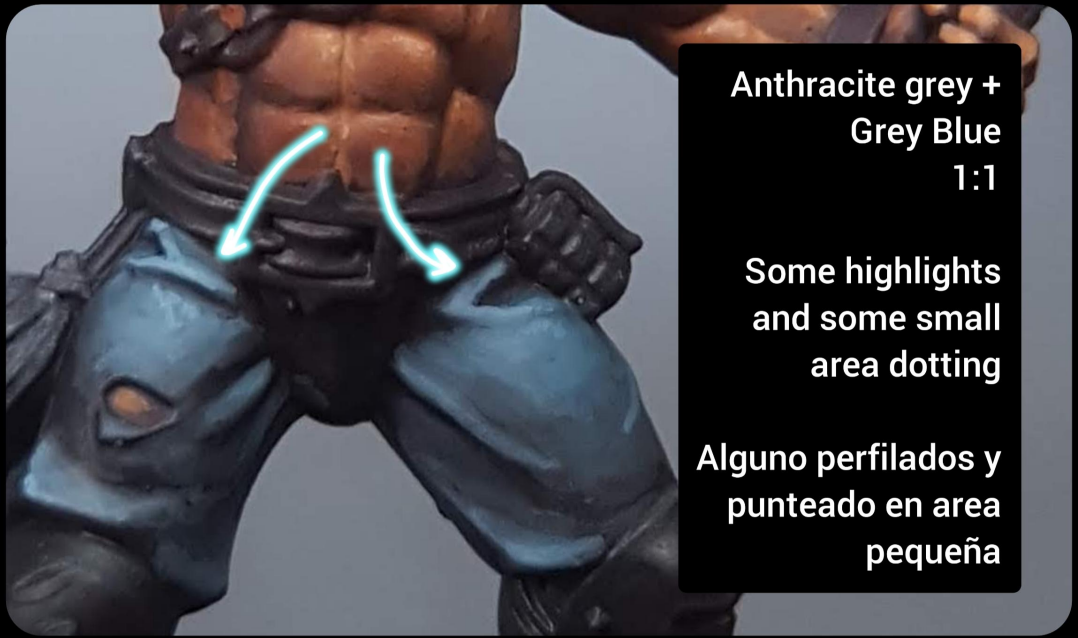 Anthracite grey +
Grey Blue
1:1
Some highlights
and some small
area dotting
Alguno perfilados y
punteado en area
pequeña